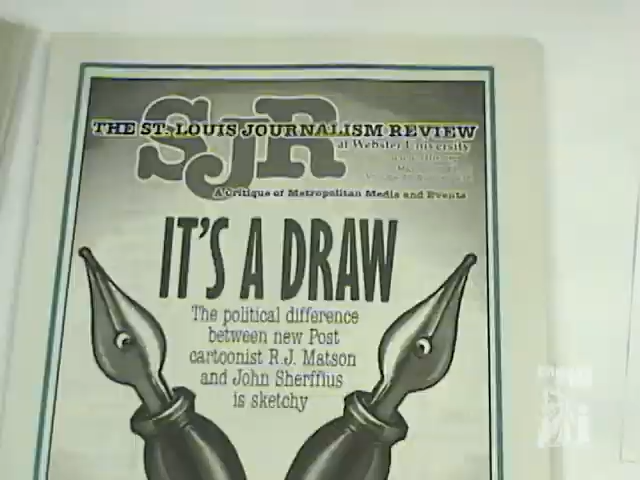 SJR
THE ST. LOUIS JOURNALISM REVIEW
at Webster University
A Critique of Metropolitan Media and Events
IT'S A DRAW
The political difference
between new Post
cartoonist R.J. Matson
and John Sherffius
is sketchy